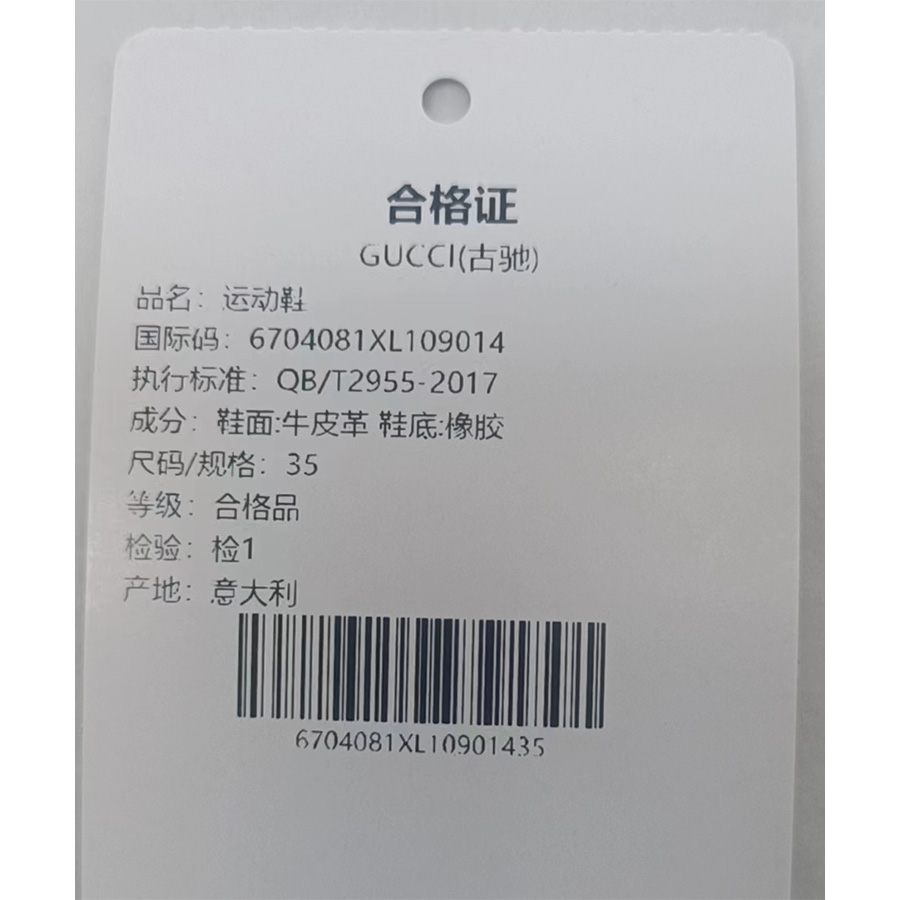 合格证
GUCCI(古驰)
品名：运动鞋
国际码：6704081XL109014
执行标准：QB/T2955-2017
成分：鞋面:牛皮革 鞋底:橡胶
尺码/规格：35
等级：合格品
检验：检1
产地：意大利
6704081XL10901435